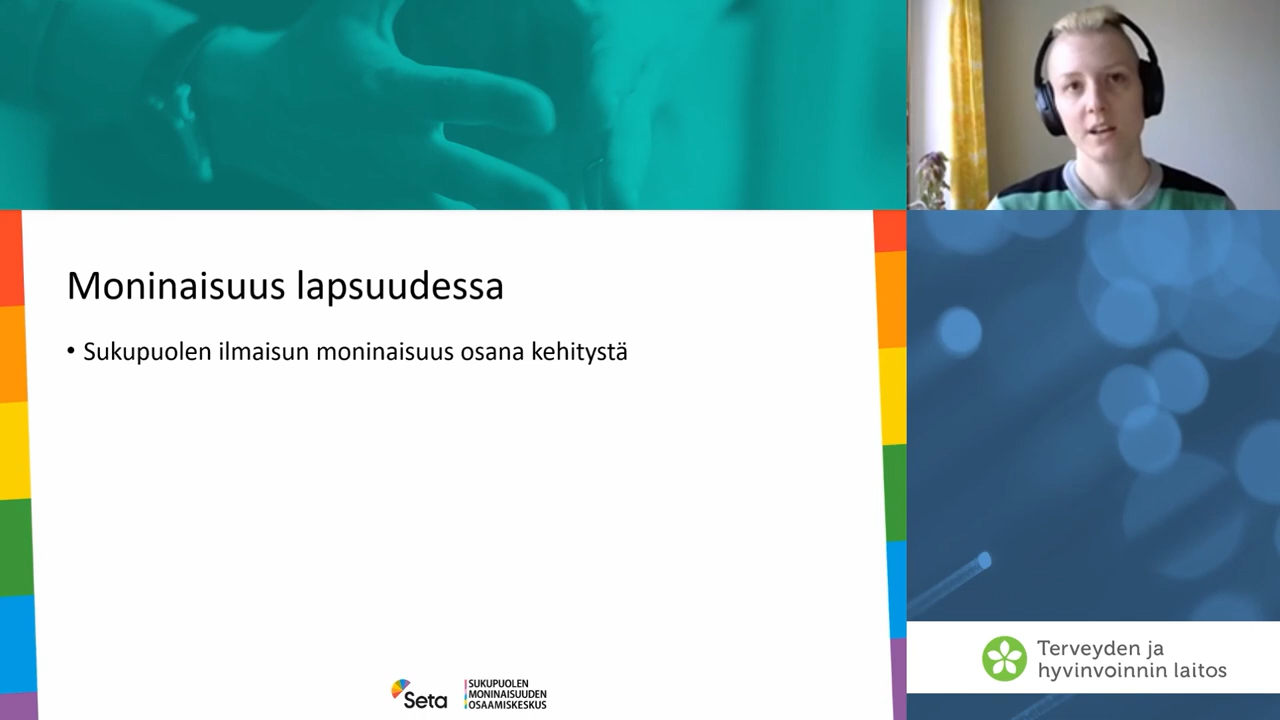 Moninaisuus lapsuudessa
• Sukupuolen ilmaisun moninaisuus osana kehitystä
Seta
SUKUPUOLEN
MONINAISUUDEN
OSAAMISKESKUS
Terveyden ja
hyvinvoinnin laitos